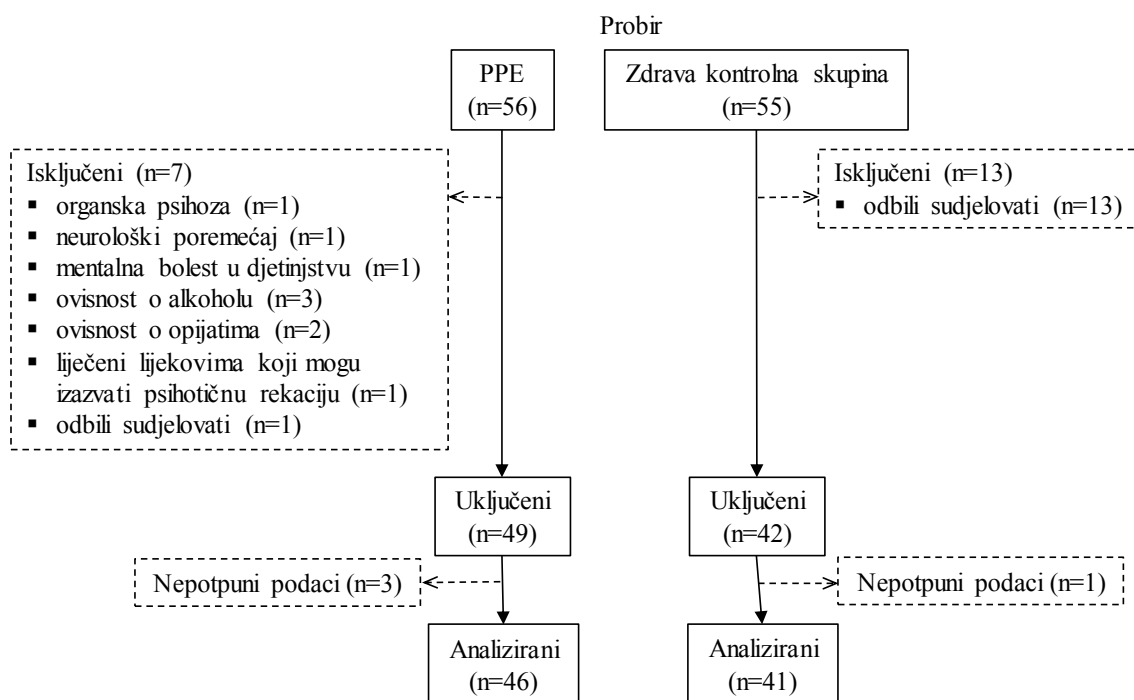 Probir
PPE
(n=56)
Zdrava kontrolna skupina
(n=55)
Isključeni (n=7)
▪ organska psihoza (n=1)
▪ neurološki poremećaj (n=1)
▪ mentalna bolest u djetinjstvu (n=1)
▪ ovisnost o alkoholu (n=3)
▪ ovisnost o opijatima (n=2)
▪ liječeni lijekovima koji mogu
izazvati psihotičnu rekaciju (n=1)
▪ odbili sudjelovati (n=1)
Isključeni (n=13)
▪ odbili sudjelovati (n=13)
Uključeni
(n=49)
Uključeni
(n=42)
Nepotpuni podaci (n=3)
Nepotpuni podaci (n=1)
Analizirani
(n=46)
Analizirani
(n=41)